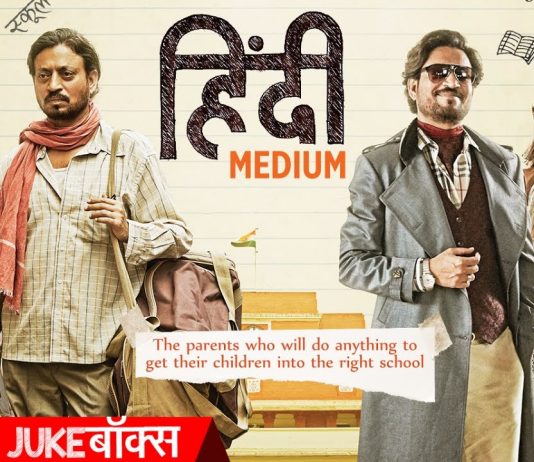 स्कूल
हिंदी
MEDIUM
The parents who will do anything to
get their children into the right school
JUKEबॉक्स